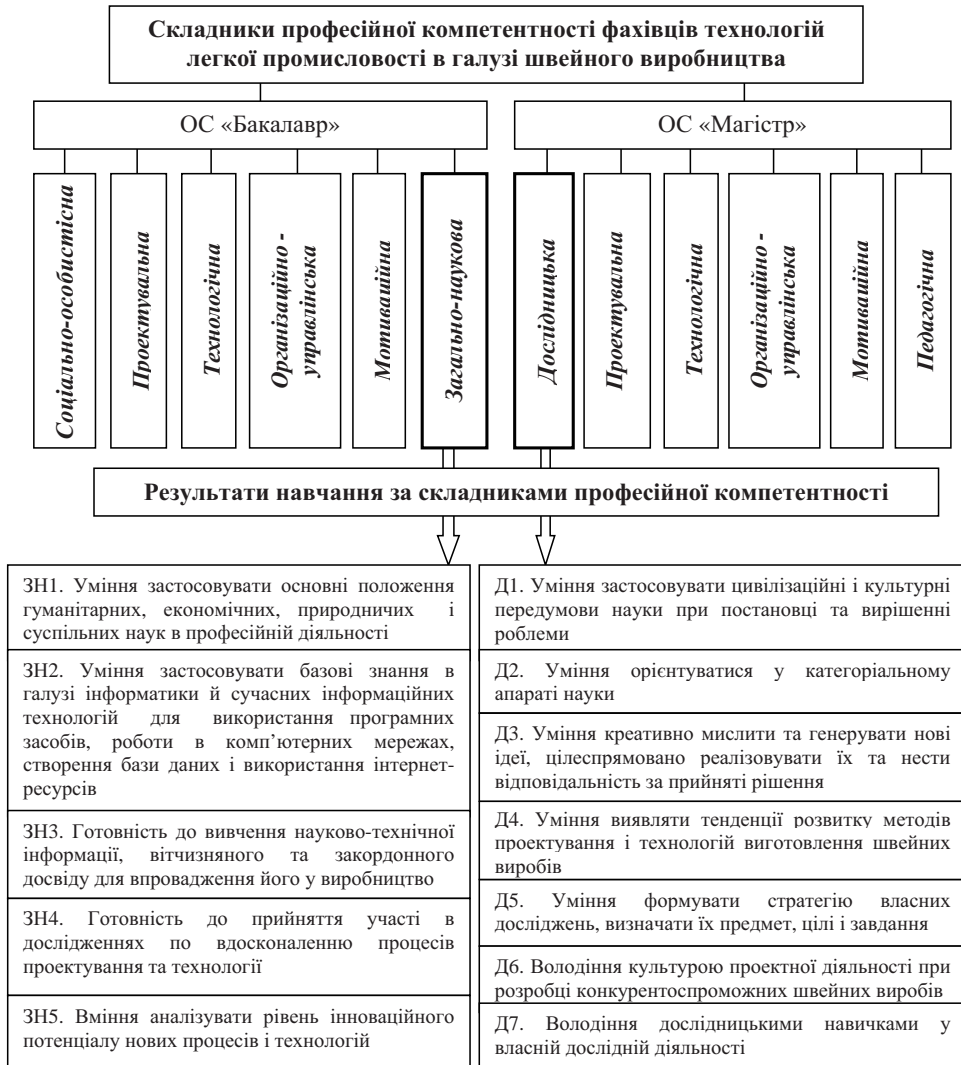 Складники професійної компетентності фахівців технологій
легкої промисловості в галузі швейного виробництва
ОС «Бакалавр»
ОС «Магістр»
Соціально-особистісна
Проектувальна
Технологічна
Організаційно -
управлінська
Мотиваційна
Загально-наукова
Дослідницька
Проектувальна
Технологічна
Організаційно -
управлінська
Мотиваційна
Педагогічна
Результати навчання за складниками професійної компетентності
ЗН1. Уміння застосовувати основні положення
гуманітарних, економічних, природничих і
суспільних наук в професійній діяльності
ЗН2. Уміння застосовувати базові знання в
галузі інформатики й сучасних інформаційних
технологій для використання програмних
засобів, роботи в комп’ютерних мережах,
створення бази даних і використання інтернет-
ресурсів
ЗН3. Готовність до вивчення науково-технічної
інформації, вітчизняного та закордонного
досвіду для впровадження його у виробництво
ЗН4. Готовність до прийняття участі в
дослідженнях по вдосконаленню процесів
проектування та технології
ЗН5. Вміння аналізувати рівень інноваційного
потенціалу нових процесів і технологій
Д1. Уміння застосовувати цивілізаційні і культурні
передумови науки при постановці та вирішенні
роблеми
Д2. Уміння орієнтуватися у категоріальному
апараті науки
Д3. Уміння креативно мислити та генерувати нові
ідеї, цілеспрямовано реалізовувати їх та нести
відповідальність за прийняті рішення
Д4. Уміння виявляти тенденції розвитку методів
проектування і технологій виготовлення швейних
виробів
Д5. Уміння формувати стратегію власних
досліджень, визначати їх предмет, цілі і завдання
Д6. Володіння культурою проектної діяльності при
розробці конкурентоспроможних швейних виробів
Д7. Володіння дослідницькими навичками у
власній дослідній діяльності